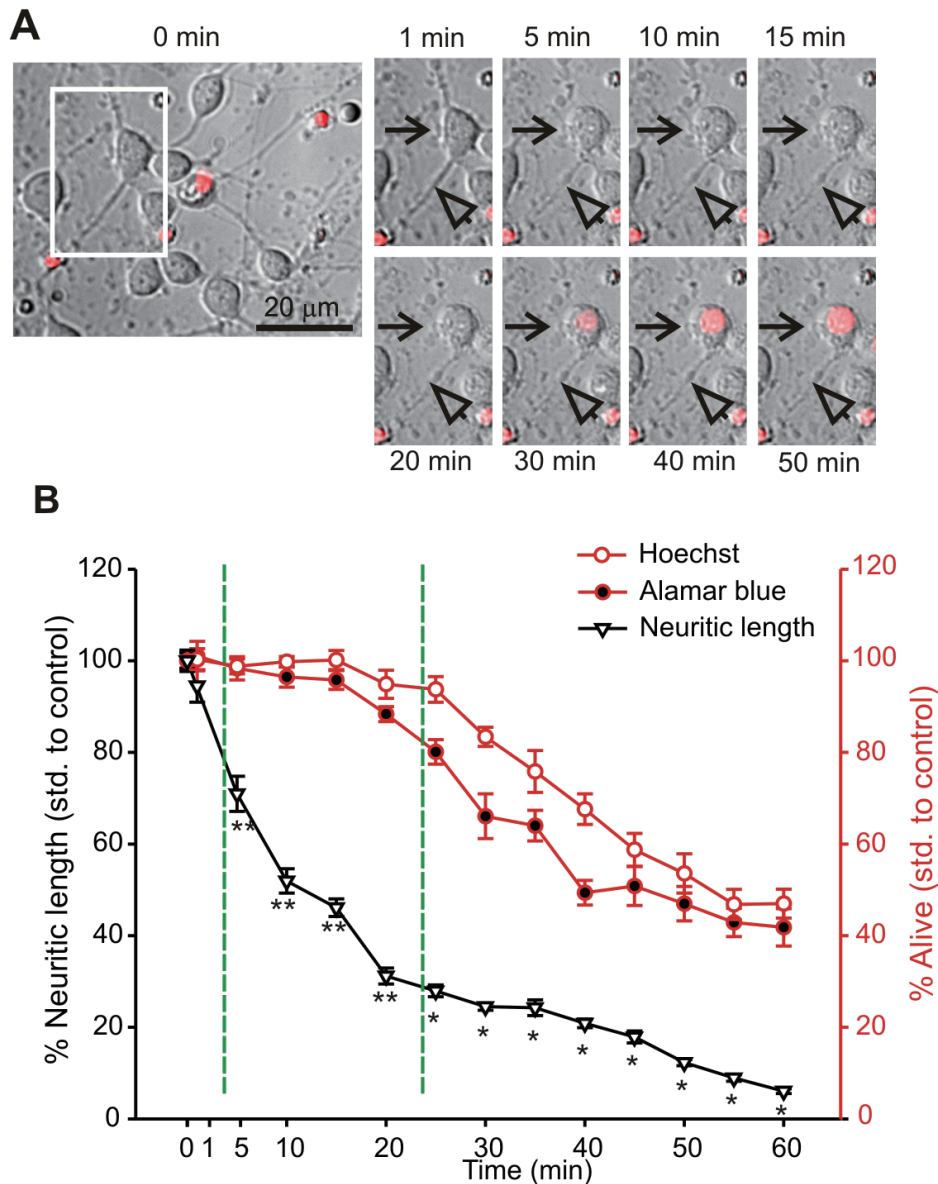 A
0 min
1 min 5 min 10 min 15 min
20 μm
20 min 30 min 40 min 50 min
B
Hoechst
Alamar blue
Neuritic length
% Neuritic length (std. to control)
120
100
80
60
40
20
0
** ** ** ** * * * * * * * *
120
100
80
60
40
20
0
% Alive (std. to control)
0 1 5 10 20 30 40 50 60
Time (min)